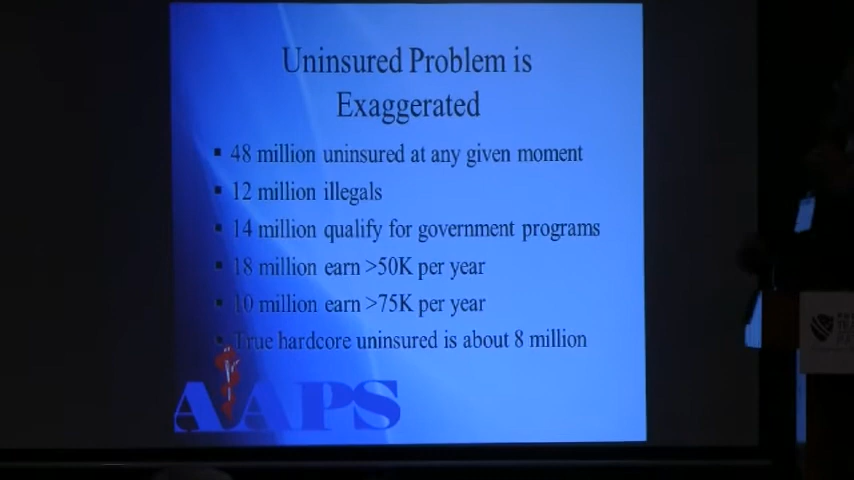 Uninsured Problem is
Exaggerated
▪ 48 million uninsured at any given moment
▪ 12 million illegals
▪ 14 million qualify for government programs
▪ 18 million earn >50K per year
▪ 10 million earn >75K per year
▪ True hardcore uninsured is about 8 million
AAPS